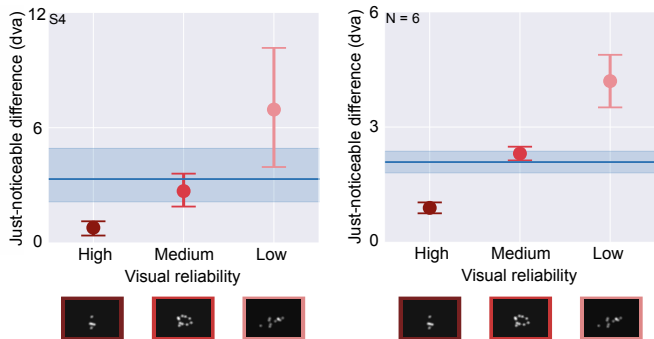 Just-noticeable difference (dva)
12
6
0
S4
High Medium Low
Visual reliability
Just-noticeable difference (dva)
6
3
0
N = 6
High Medium Low
Visual reliability